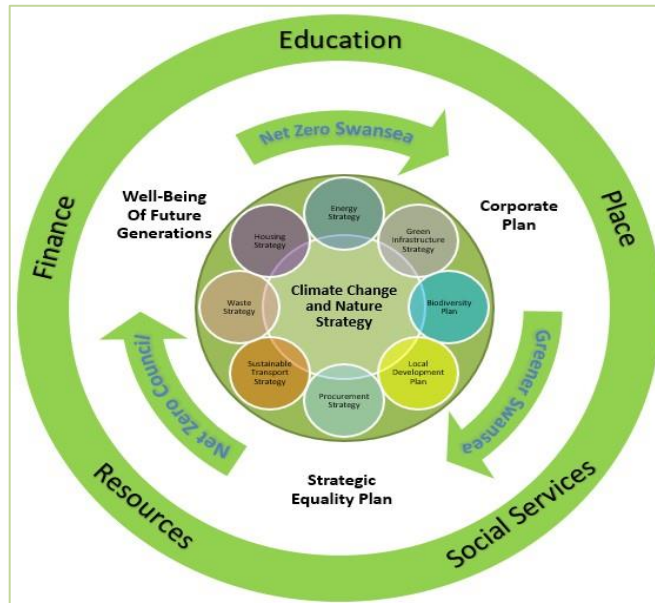 Education
Net Zero Swansea
Well-Being
Of Future
Generations
Corporate
Plan
Finance
Place
Energy
Strategy
Housing
Strategy
Green
Infrastructure
Strategy
Climate Change
and Nature
Strategy
Waste
Strategy
Biodiversity
Plan
Sustainable
Transport
Strategy
Local
Development
Plan
Procurement
Strategy
Net Zero Council
Greener Swansea
Strategic
Equality Plan
Resources
Social Services